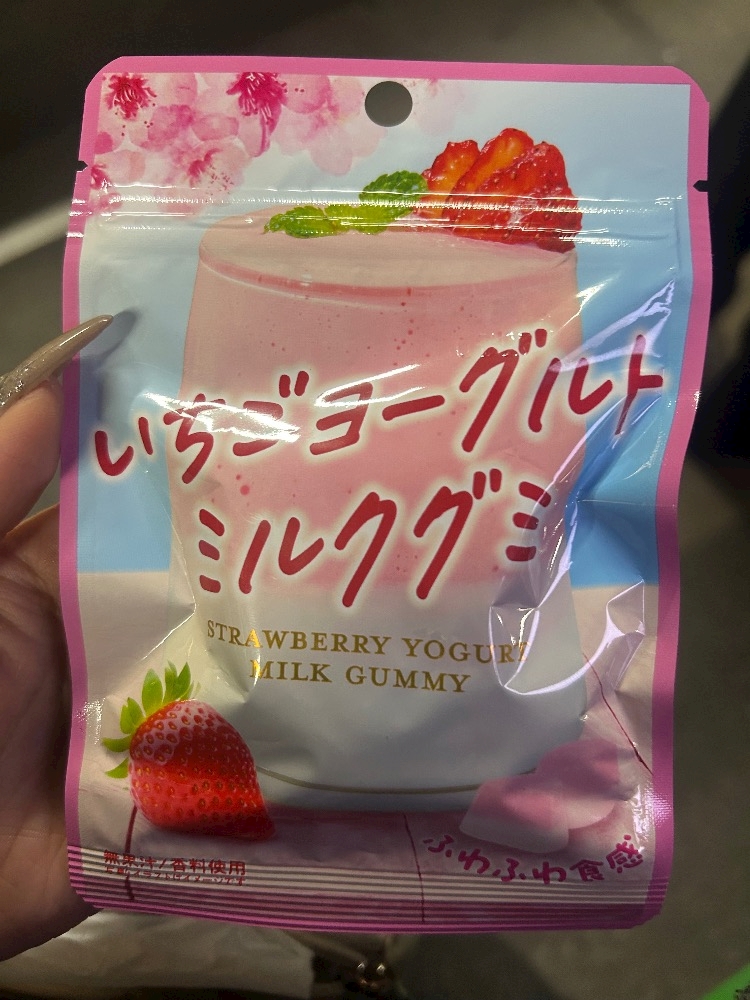 いちごヨーグルト
ミルクグミ
STRAWBERRY YOGURT
MILK GUMMY
ふわふわ食感
無果汁/香料使用